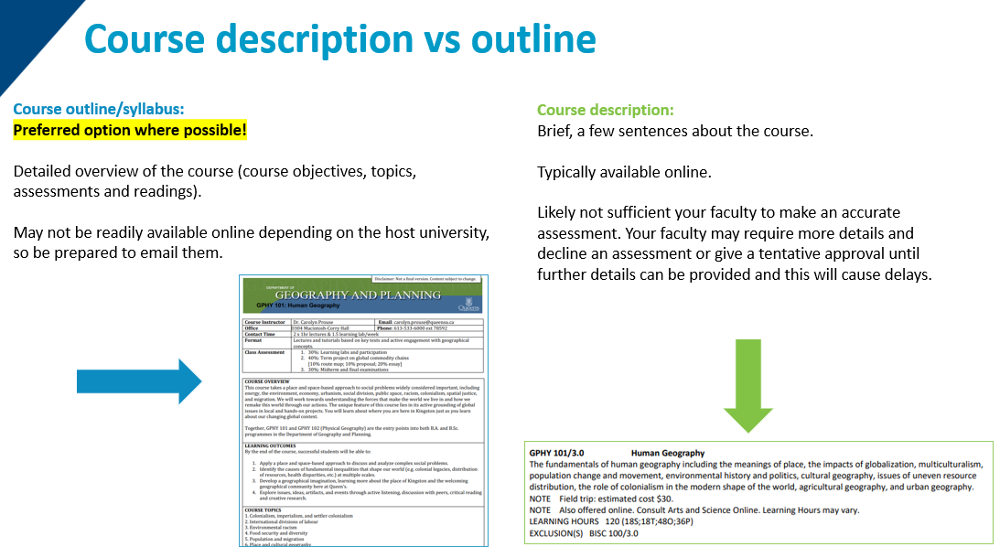 Course description vs outline
Course outline/syllabus:
Preferred option where possible!
Detailed overview of the course (course objectives, topics,
assessments and readings).
May not be readily available online depending on the host university,
so be prepared to email them.
Disclaimer: Not a final version. Content subject to change.
DEPARTMENT OF
GEOGRAPHY AND PLANNING
GPHY 101: Human Geography
Queen's
Course Instructor Dr. Carolyn Prouse Email: carolyn.prouse@queensu.ca
Office D304 Macintosh-Corry Hall Phone: 613-533-6000 ext 78592
Contact Time 2 x 1hr lectures & 1.5 learning lab/week
Format Lectures and tutorials based on key texts and active engagement with geographical
concepts.
Class Assessment 1. 30%: Learning labs and participation
2. 40%: Term project on global commodity chains
[10% route map; 10% proposal; 20% essay]
3. 30%: Midterm and final examinations
COURSE OVERVIEW
This course takes a place and space-based approach to social problems widely considered important, including
energy, the environment, economy, urbanism, social division, public space, racism, colonialism, spatial justice,
and migration. We will work towards understanding the forces that make the world we live in and how we
remake this world through our actions. The unique feature of this course lies in its active grounding of global
issues in local and hands-on projects. You will learn about where you are here in Kingston just as you learn
about our changing global context.
Together, GPHY 101 and GPHY 102 (Physical Geography) are the entry points into both B.A. and B.Sc.
programmes in the Department of Geography and Planning.
LEARNING OUTCOMES
By the end of the course, successful students will be able to:
1. Apply a place and space-based approach to discuss and analyze complex social problems.
2. Identify the causes of fundamental inequalities that shape our world (e.g. colonial legacies, distribution
of resources, health disparities, etc.) at multiple scales.
3. Develop a geographical imagination, learning more about the place of Kingston and the welcoming
geographical community here at Queen's.
4. Explore issues, ideas, artifacts, and events through active listening, discussion with peers, critical reading
and creative research.
COURSE TOPICS
1. Colonialism, imperialism, and settler colonialism
2. International divisions of labour
3. Environmental racism
4. Food security and diversity
5. Population and migration
6. Place and cultural geography
Course description:
Brief, a few sentences about the course.
Typically available online.
Likely not sufficient your faculty to make an accurate
assessment. Your faculty may require more details and
decline an assessment or give a tentative approval until
further details can be provided and this will cause delays.
GPHY 101/3.0 Human Geography
The fundamentals of human geography including the meanings of place, the impacts of globalization, multiculturalism,
population change and movement, environmental history and politics, cultural geography, issues of uneven resource
distribution, the role of colonialism in the modern shape of the world, agricultural geography, and urban geography.
NOTE Field trip: estimated cost $30.
NOTE Also offered online. Consult Arts and Science Online. Learning Hours may vary.
LEARNING HOURS 120 (18S;18T;48O;36P)
EXCLUSION(S) BISC 100/3.0